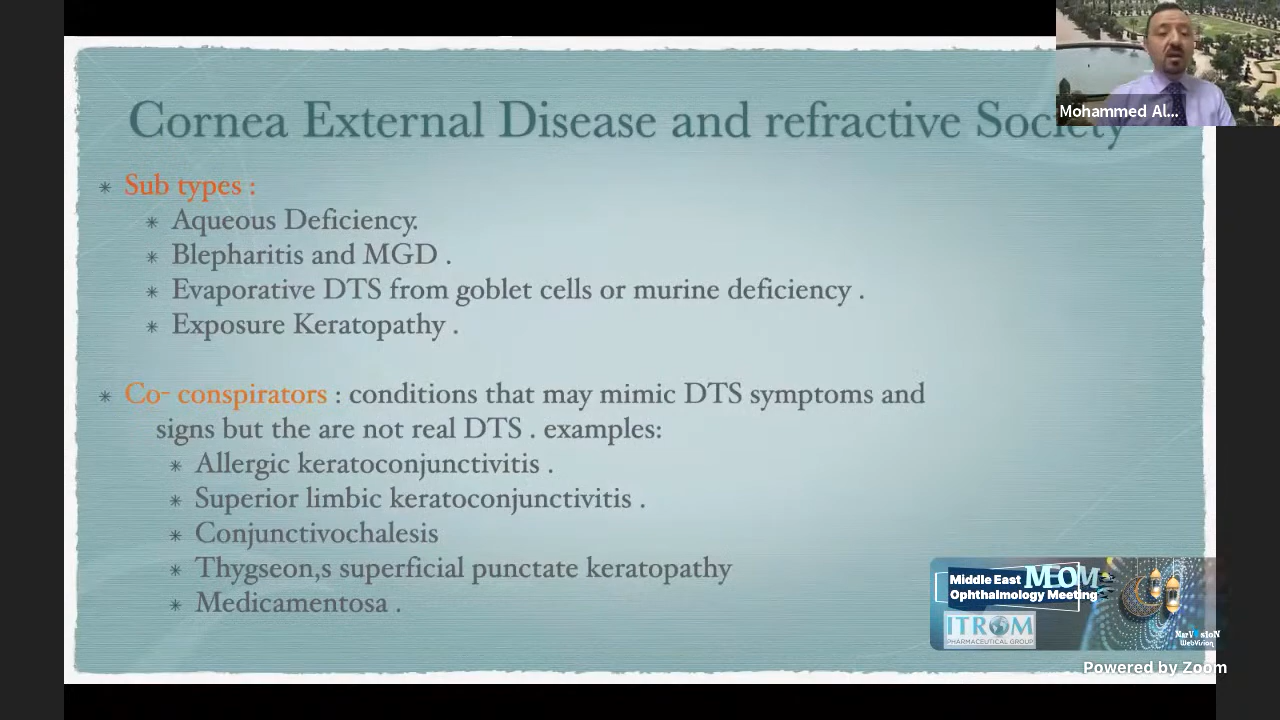 Cornea External Disease and refractive Society
Mohammed Al...
* Sub types :
* Aqueous Deficiency.
* Blepharitis and MGD .
* Evaporative DTS from goblet cells or murine deficiency .
* Exposure Keratopathy .
* Co- conspirators : conditions that may mimic DTS symptoms and
signs but the are not real DTS . examples:
* Allergic keratoconjunctivitis .
* Superior limbic keratoconjunctivitis .
* Conjunctivochalesis
* Thygseon,s superficial punctate keratopathy
* Medicamentosa .
Middle East MEOM
Ophthalmology Meeting
ITROM
PHARMACEUTICAL GROUP
MarVision
WebVision
Powered by Zoom